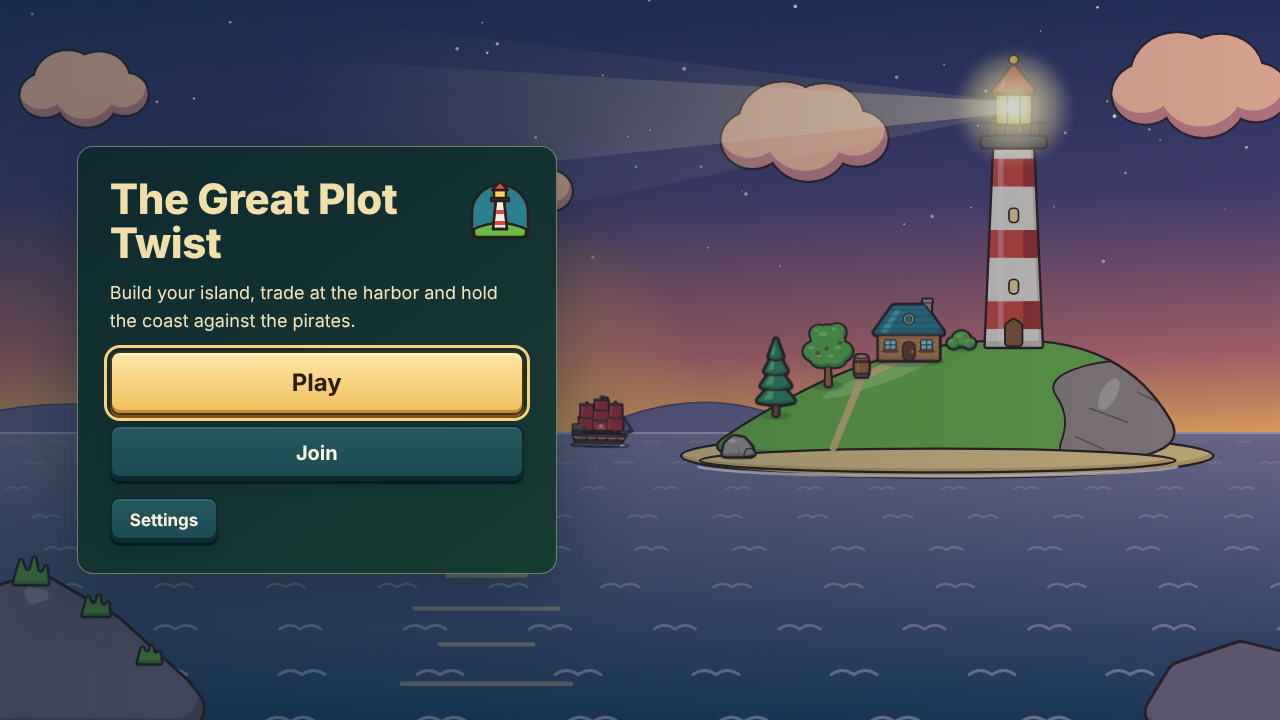 The Great Plot
Twist
Build your island, trade at the harbor and hold
the coast against the pirates.
Play
Join
Settings